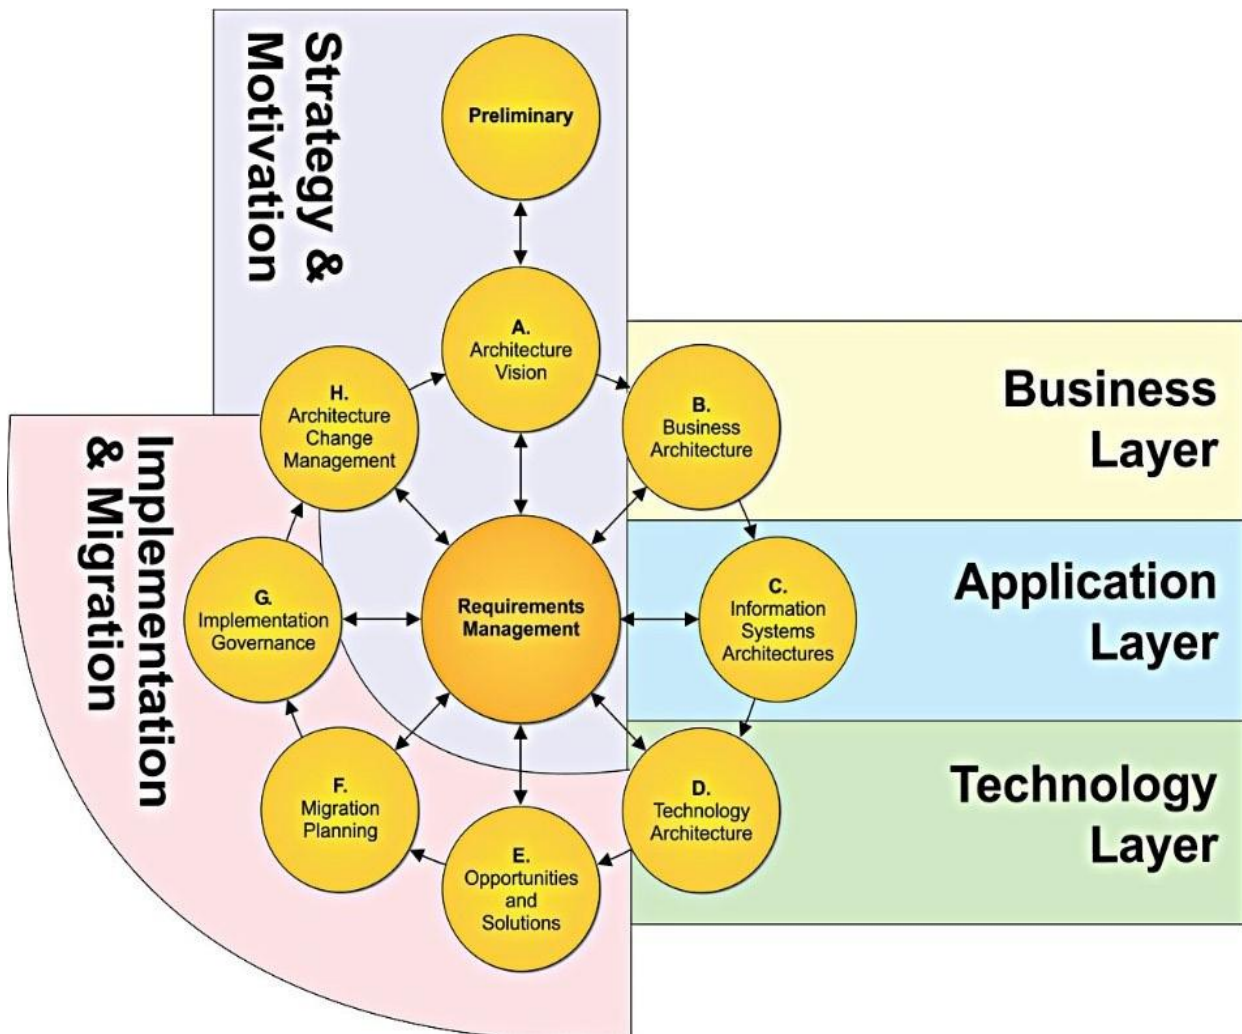 Strategy &
Motivation
Preliminary
A.
Architecture
Vision
B.
Business
Architecture
Business
Layer
C.
Information
Systems
Architectures
Application
Layer
D.
Technology
Architecture
Technology
Layer
E.
Opportunities
and
Solutions
F.
Migration
Planning
G.
Implementation
Governance
H.
Architecture
Change
Management
Requirements
Management
Implementation
& Migration